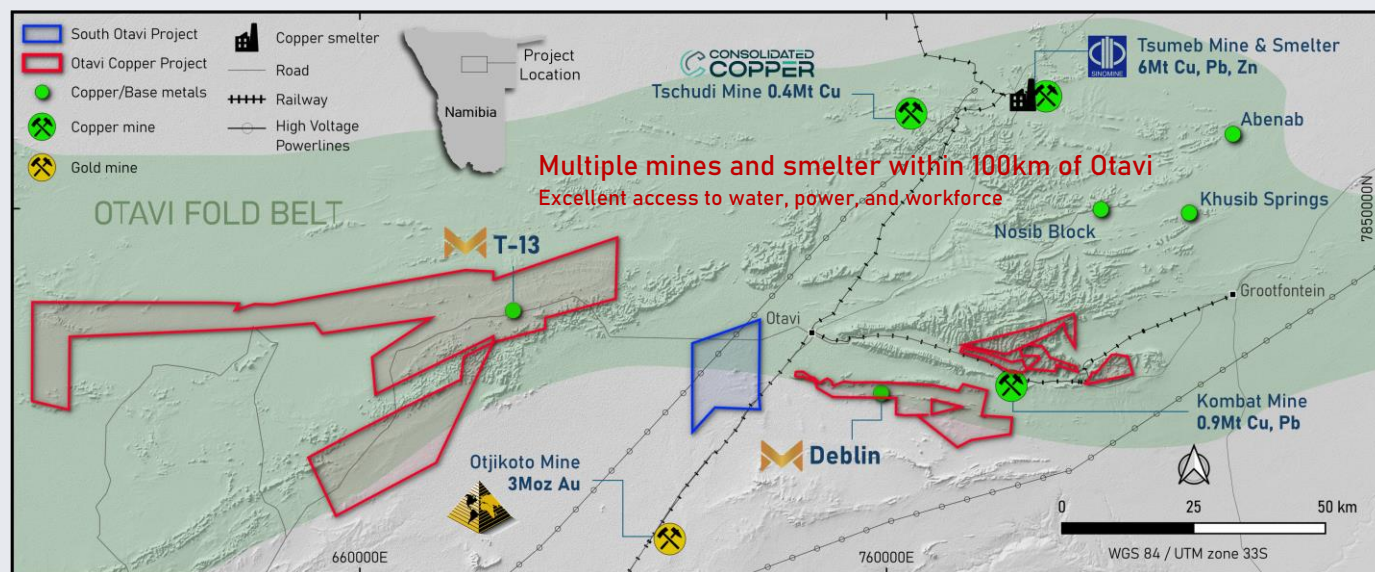 South Otavi Project
Otavi Copper Project
Copper/Base metals
Copper mine
Gold mine
Copper smelter
Road
Railway
High Voltage
Powerlines
Project
Location
Namibia
CONSOLIDATED
COPPER
Tschudi Mine 0.4Mt Cu
SINOMINE
Tsumeb Mine & Smelter
6Mt Cu, Pb, Zn
Abenab
Multiple mines and smelter within 100km of Otavi
Excellent access to water, power, and workforce
OTAVI FOLD BELT
Khusib Springs
Nosib Block
7850000N
T-13
Grootfontein
Otavi
Kombat Mine
0.9Mt Cu, Pb
Deblin
Otjikoto Mine
3Moz Au
0 25 50 km
WGS 84 / UTM zone 33S
660000E
760000E